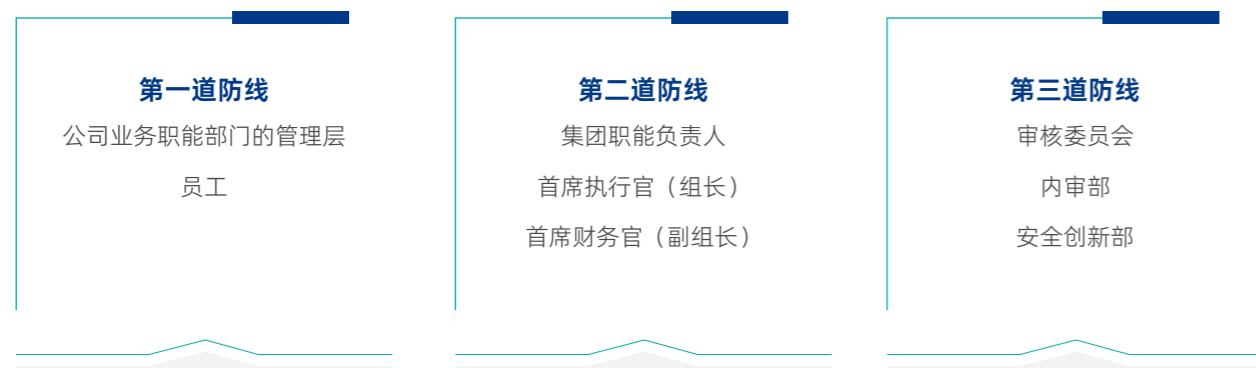 第一道防线
公司业务职能部门的管理层
员工
第二道防线
集团职能负责人
首席执行官（组长）
首席财务官（副组长）
第三道防线
审核委员会
内审部
安全创新部